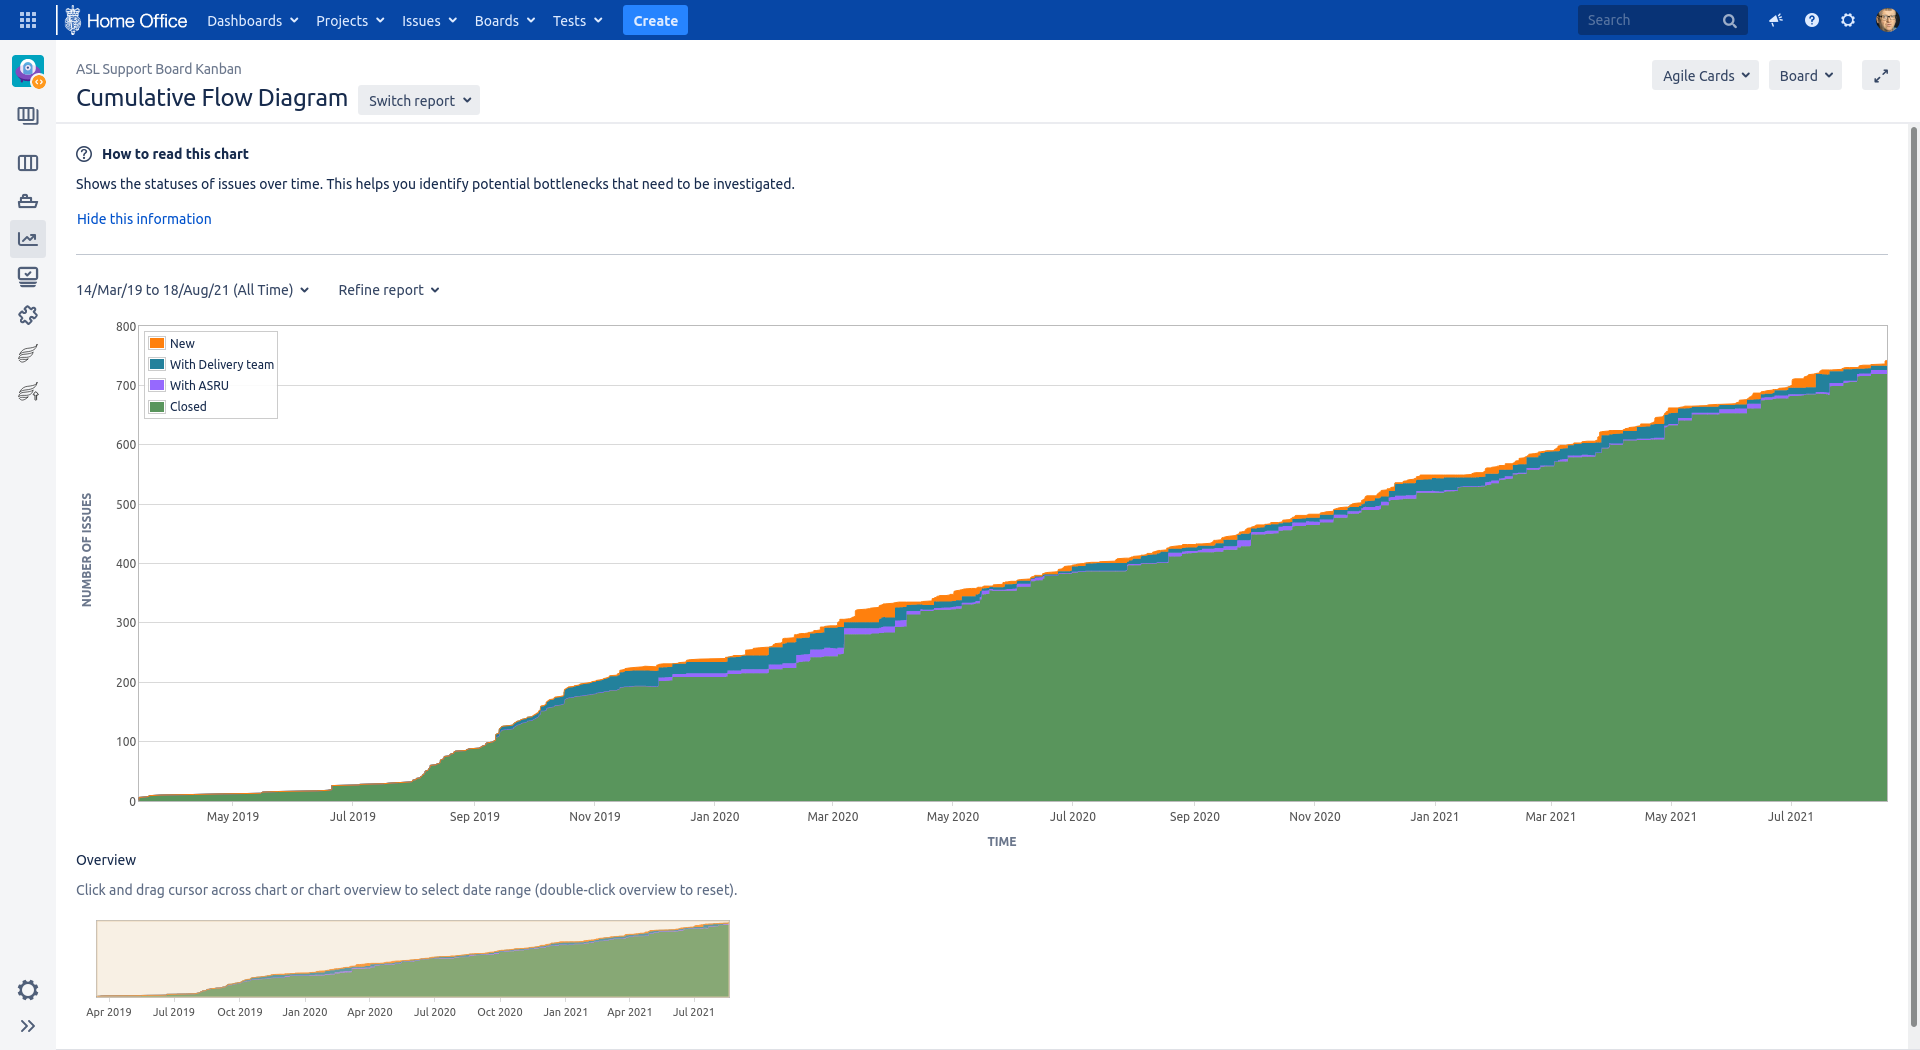 Home Office Dashboards Projects Issues Boards Tests Create Search
ASL Support Board Kanban
Cumulative Flow Diagram Switch report Agile Cards Board
How to read this chart
Shows the statuses of issues over time. This helps you identify potential bottlenecks that need to be investigated.
Hide this information
14/Mar/19 to 18/Aug/21 (All Time) Refine report
New
With Delivery team
With ASRU
Closed
NUMBER OF ISSUES
800
700
600
500
400
300
200
100
0
May 2019 Jul 2019 Sep 2019 Nov 2019 Jan 2020 Mar 2020 May 2020 Jul 2020 Sep 2020 Nov 2020 Jan 2021 Mar 2021 May 2021 Jul 2021
TIME
Overview
Click and drag cursor across chart or chart overview to select date range (double-click overview to reset).
Apr 2019 Jul 2019 Oct 2019 Jan 2020 Apr 2020 Jul 2020 Oct 2020 Jan 2021 Apr 2021 Jul 2021